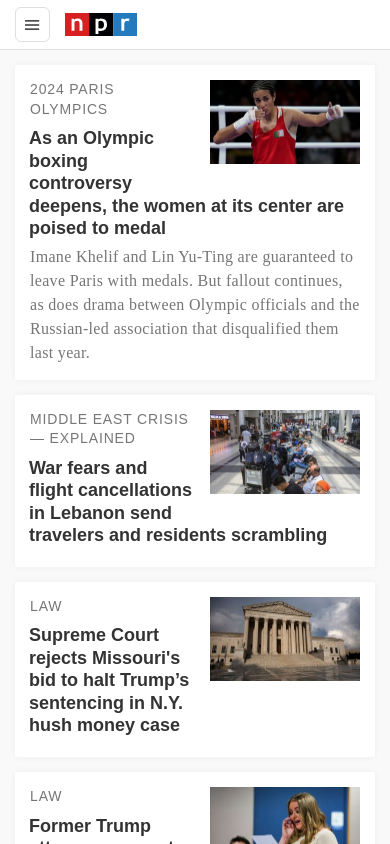 npr
2024 PARIS
OLYMPICS
As an Olympic
boxing
controversy
deepens, the women at its center are
poised to medal
Imane Khelif and Lin Yu-Ting are guaranteed to
leave Paris with medals. But fallout continues,
as does drama between Olympic officials and the
Russian-led association that disqualified them
last year.
MIDDLE EAST CRISIS
— EXPLAINED
War fears and
flight cancellations
in Lebanon send
travelers and residents scrambling
LAW
Supreme Court
rejects Missouri's
bid to halt Trump’s
sentencing in N.Y.
hush money case
LAW
Former Trump